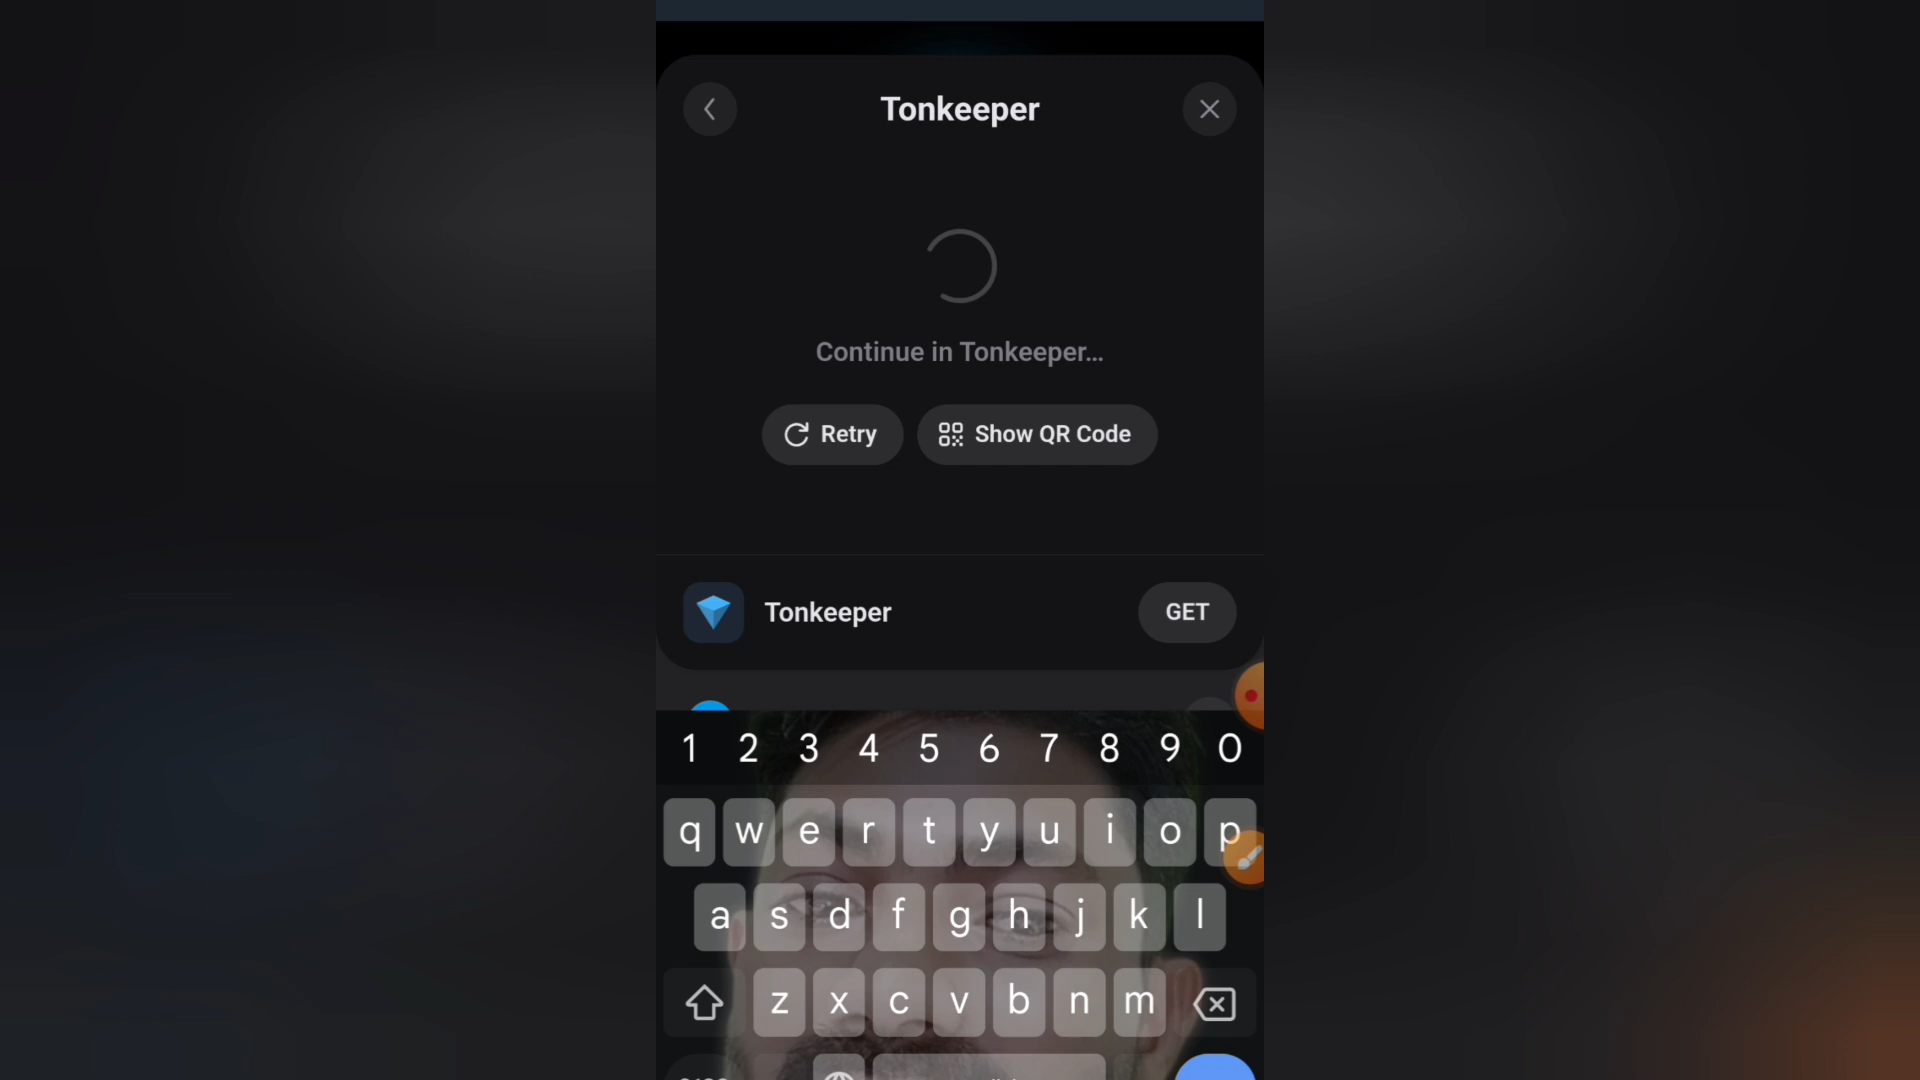 Tonkeeper
Continue in Tonkeeper...
Retry
Show QR Code
Tonkeeper
GET
1 2 3 4 5 6 7 8 9 0
q w e r t y u i o p
a s d f g h j k l
z x c v b n m